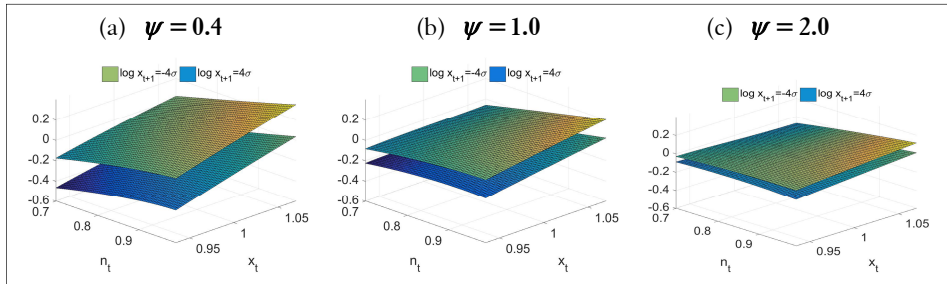 (a) ψ = 0.4
log x_{t+1}=-4σ log x_{t+1}=4σ
0.2
0
-0.2
-0.4
-0.6
0.7
0.8
0.9
n_t
0.95
1
1.05
x_t
(b) ψ = 1.0
log x_{t+1}=-4σ log x_{t+1}=4σ
0.2
0
-0.2
-0.4
-0.6
0.7
0.8
0.9
n_t
0.95
1
1.05
x_t
(c) ψ = 2.0
log x_{t+1}=-4σ log x_{t+1}=4σ
0.2
0
-0.2
-0.4
-0.6
0.7
0.8
0.9
n_t
0.95
1
1.05
x_t